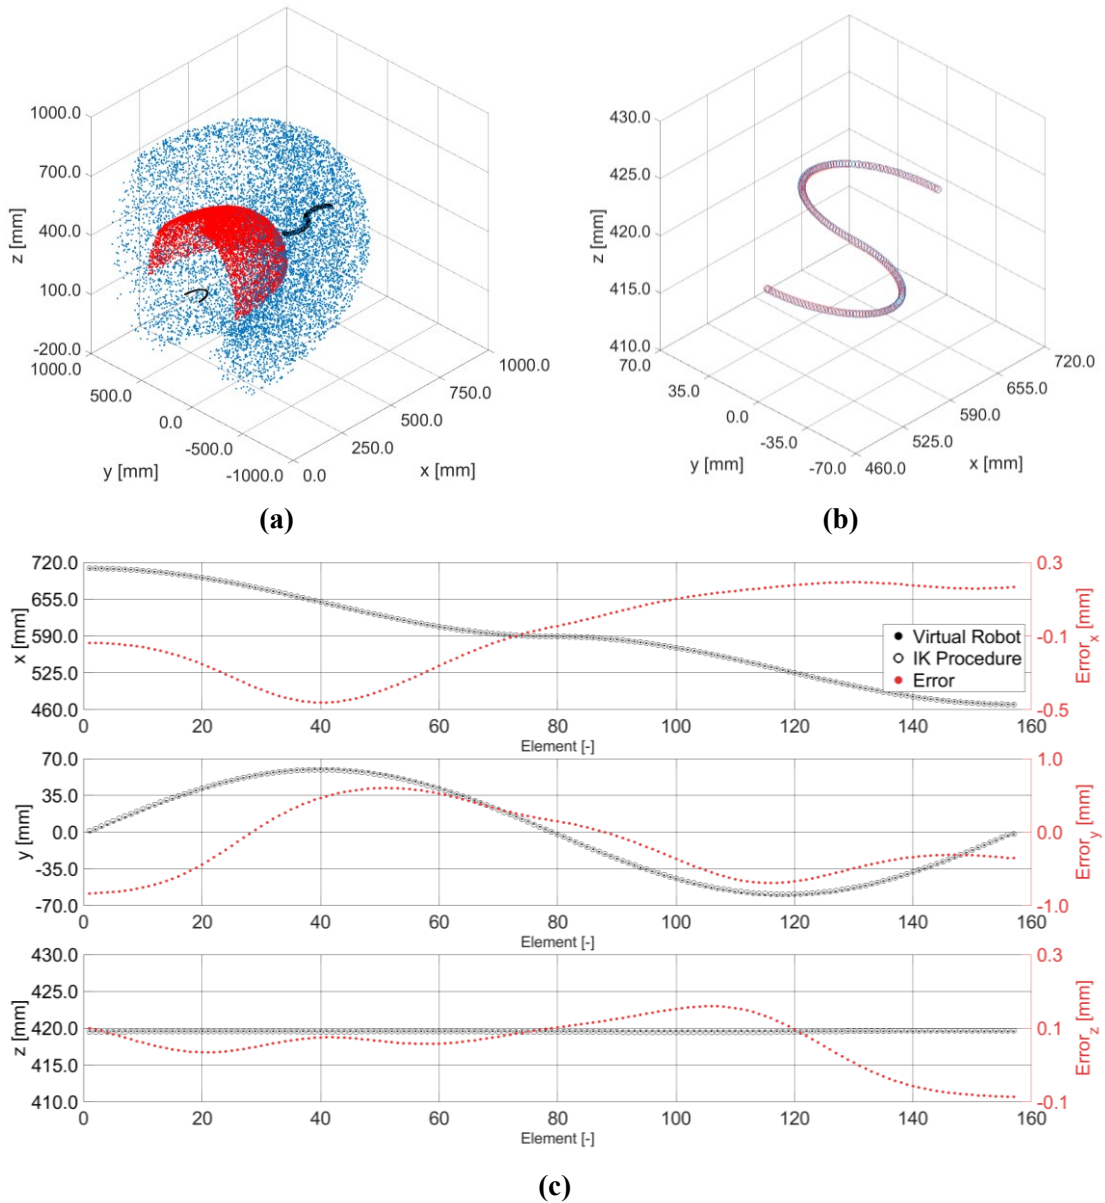 1000.0
700.0
400.0
100.0
-200.0
z [mm]
1000.0
500.0
0.0
-500.0
-1000.0
y [mm]
0.0
250.0
500.0
750.0
1000.0
x [mm]
(a)
430.0
425.0
420.0
415.0
410.0
z [mm]
70.0
35.0
0.0
-35.0
-70.0
y [mm]
460.0
525.0
590.0
655.0
720.0
x [mm]
(b)
720.0
655.0
590.0
525.0
460.0
x [mm]
0.3
-0.1
-0.5
Error_x [mm]
Virtual Robot
IK Procedure
Error
0 20 40 60 80 100 120 140 160
Element [-]
70.0
35.0
0.0
-35.0
-70.0
y [mm]
1.0
0.0
-1.0
Error_y [mm]
0 20 40 60 80 100 120 140 160
Element [-]
430.0
425.0
420.0
415.0
410.0
z [mm]
0.3
0.1
-0.1
Error_z [mm]
0 20 40 60 80 100 120 140 160
Element [-]
(c)